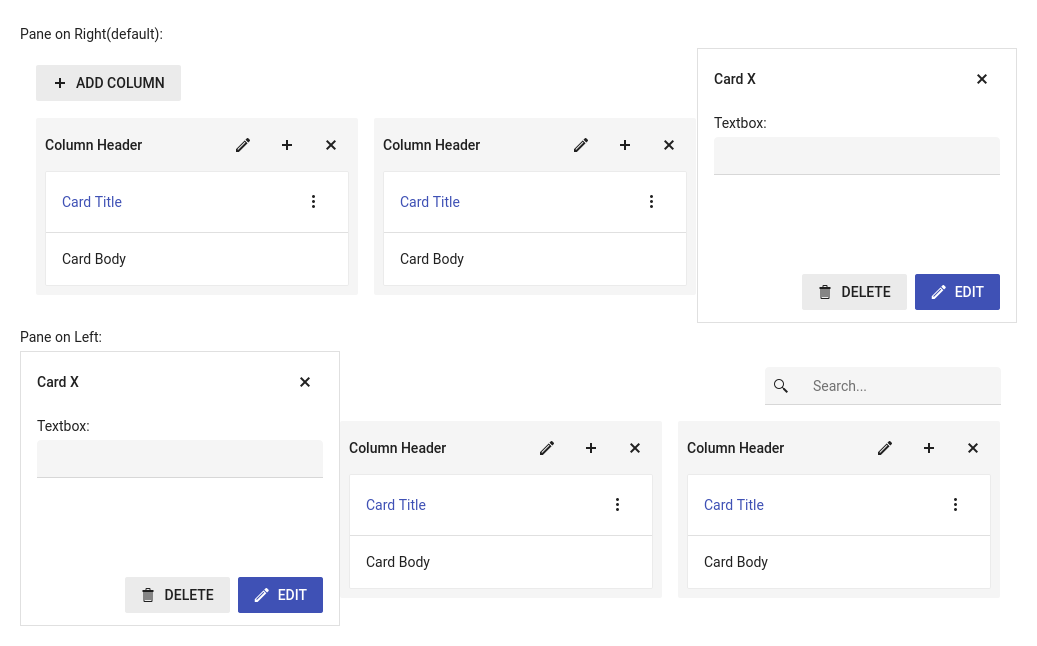 Pane on Right(default):
ADD COLUMN
Column Header
Card Title
Card Body
Column Header
Card Title
Card Body
Card X
Textbox:
DELETE
EDIT
Pane on Left:
Card X
Textbox:
DELETE
EDIT
Search...
Column Header
Card Title
Card Body
Column Header
Card Title
Card Body